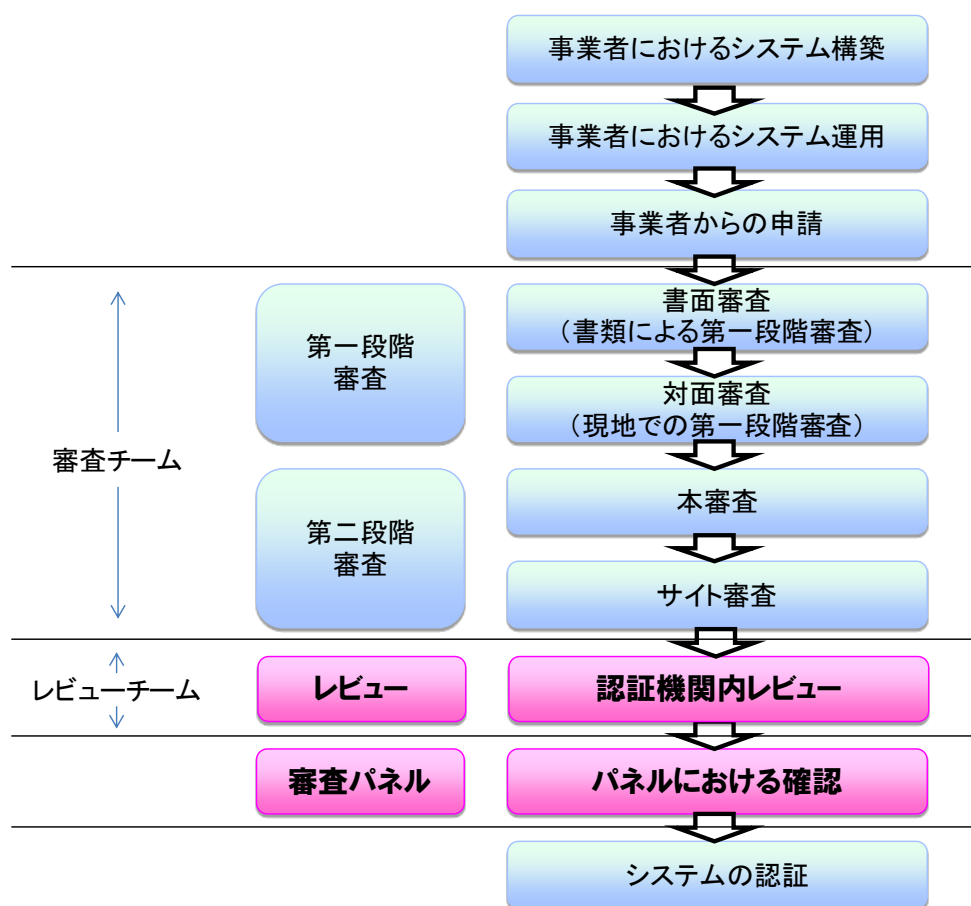 事業者におけるシステム構築
事業者におけるシステム運用
事業者からの申請
審査チーム
第一段階
審査
書面審査
（書類による第一段階審査）
対面審査
（現地での第一段階審査）
第二段階
審査
本審査
サイト審査
レビューチーム
レビュー
認証機関内レビュー
審査パネル
パネルにおける確認
システムの認証